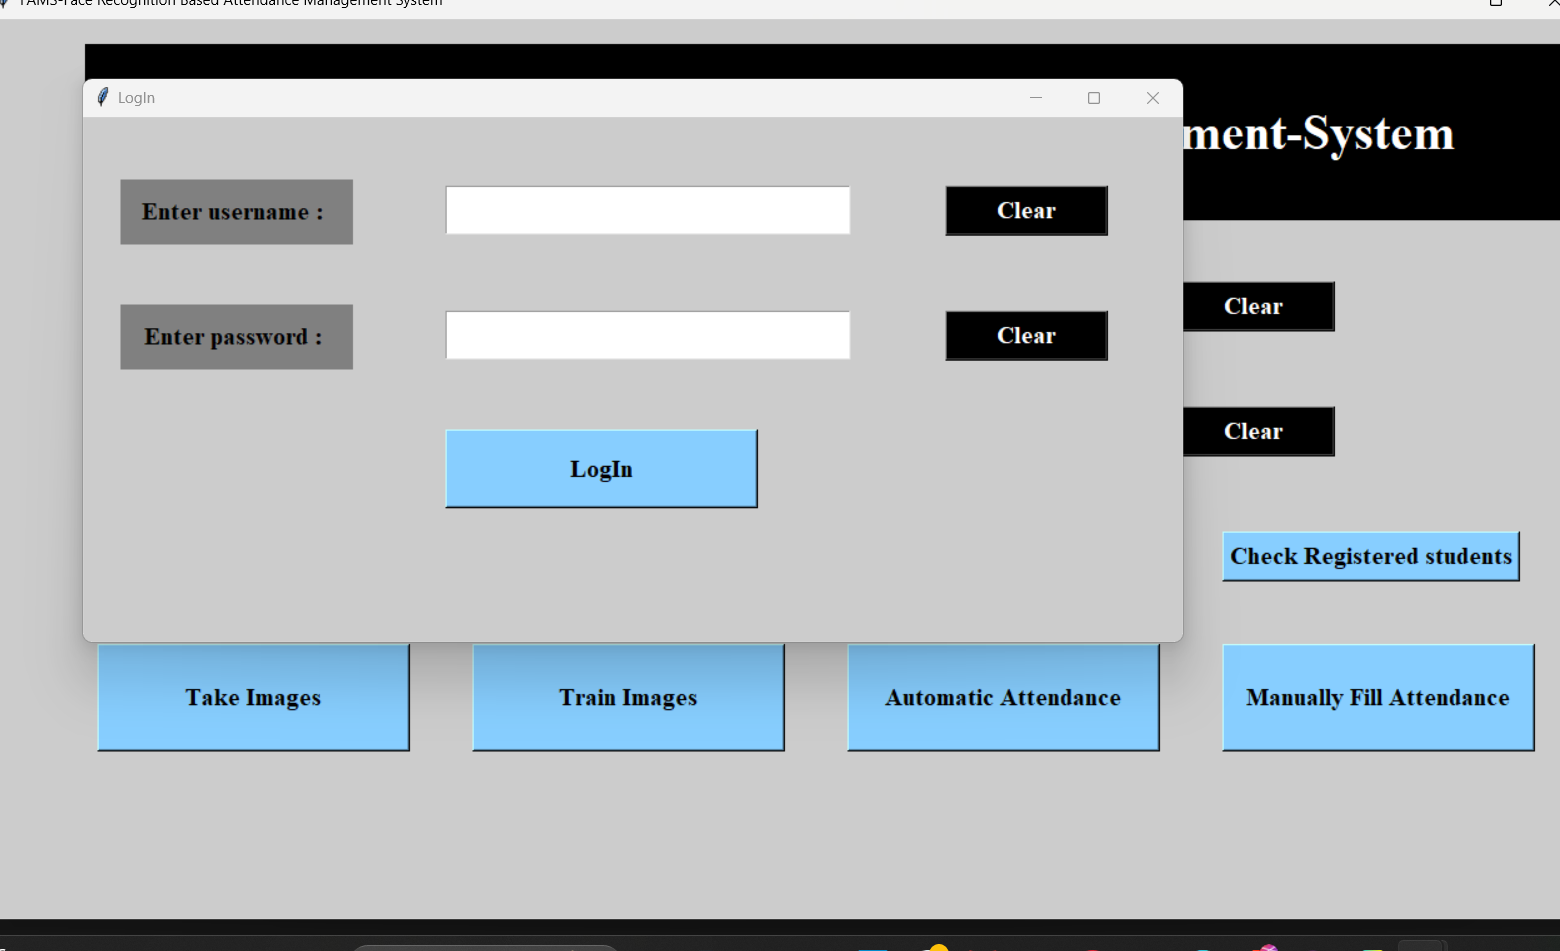 Face Recognition Based Attendance Management System
LogIn
ment-System
Enter username :
Clear
Clear
Enter password :
Clear
Clear
LogIn
Check Registered students
Take Images
Train Images
Automatic Attendance
Manually Fill Attendance